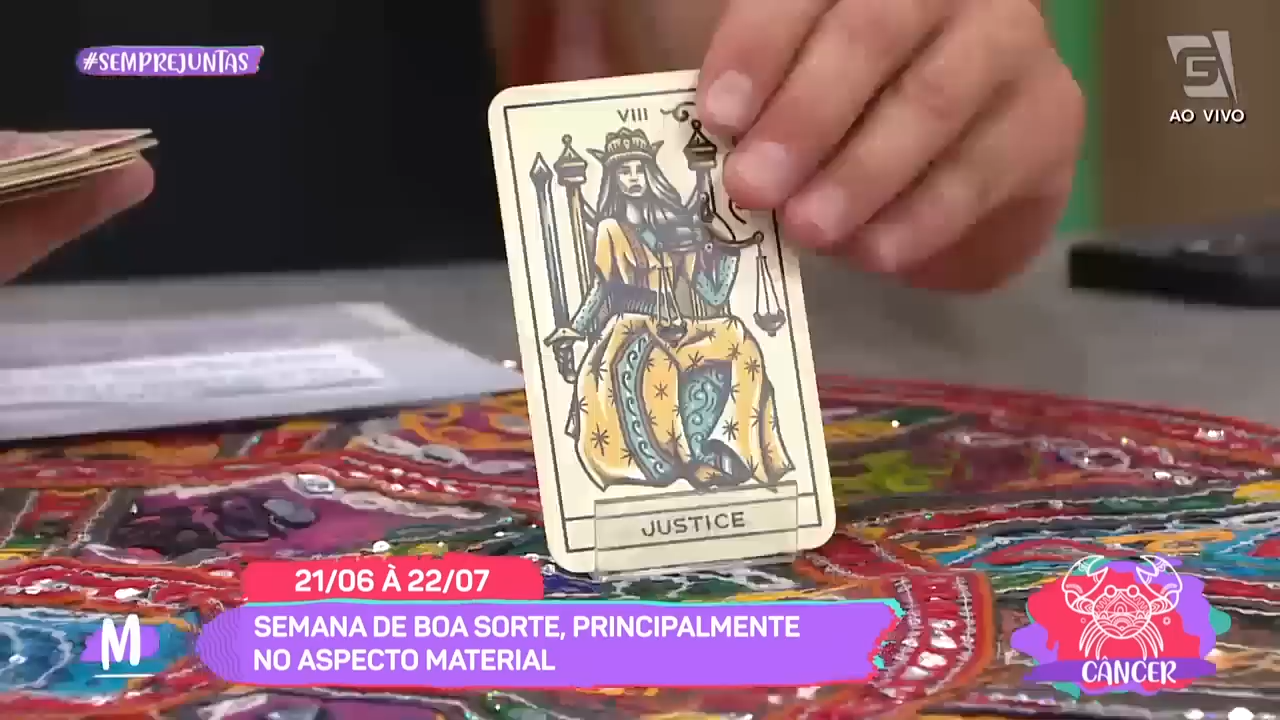 #SEMPREJUNTAS
G
AO VIVO
VIII
JUSTICE
21/06 À 22/07
SEMANA DE BOA SORTE, PRINCIPALMENTE
NO ASPECTO MATERIAL
M
CÂNCER